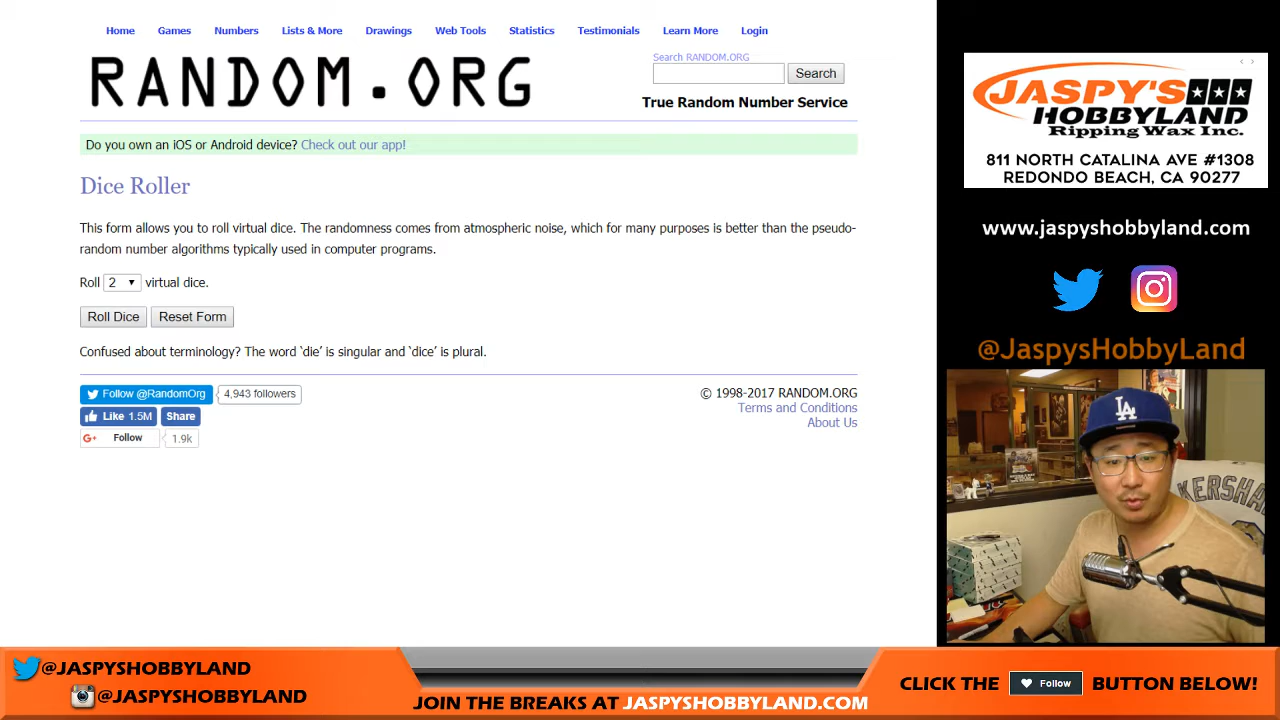 Home Games Numbers Lists & More Drawings Web Tools Statistics Testimonials Learn More Login
RANDOM.ORG
Search RANDOM.ORG
Search
True Random Number Service
Do you own an iOS or Android device? Check out our app!
Dice Roller
This form allows you to roll virtual dice. The randomness comes from atmospheric noise, which for many purposes is better than the pseudo-
random number algorithms typically used in computer programs.
Roll 2 virtual dice.
Roll Dice Reset Form
Confused about terminology? The word ‘die’ is singular and ‘dice’ is plural.
Follow @RandomOrg 4,943 followers
Like 1.5M Share
G+ Follow 1.9k
© 1998-2017 RANDOM.ORG
Terms and Conditions
About Us
JASPY'S
HOBBYLAND
Ripping Wax Inc.
811 NORTH CATALINA AVE #1308
REDONDO BEACH, CA 90277
www.jaspyshobbyland.com
@JaspysHobbyLand
LA
KERSHA
@JASPYSHOBBYLAND
@JASPYSHOBBYLAND
JOIN THE BREAKS AT JASPYSHOBBYLAND.COM
CLICK THE Follow BUTTON BELOW!